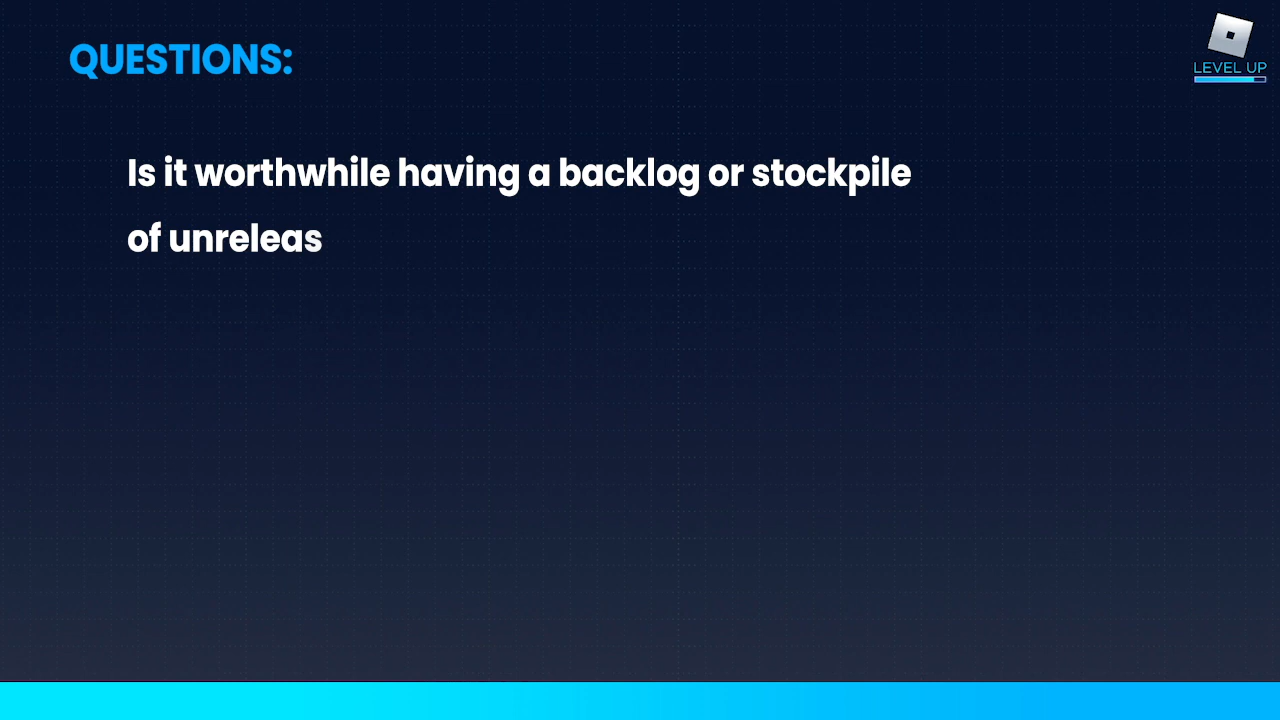 QUESTIONS:
LEVEL UP
Is it worthwhile having a backlog or stockpile
of unreleas